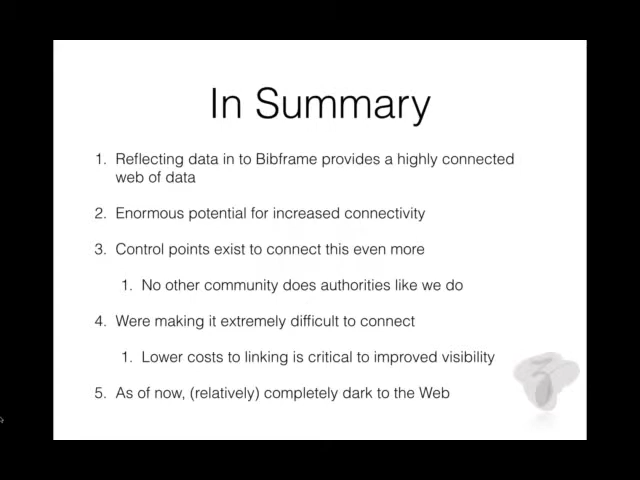 In Summary
1. Reflecting data in to Bibframe provides a highly connected
web of data
2. Enormous potential for increased connectivity
3. Control points exist to connect this even more
1. No other community does authorities like we do
4. Were making it extremely difficult to connect
1. Lower costs to linking is critical to improved visibility
5. As of now, (relatively) completely dark to the Web